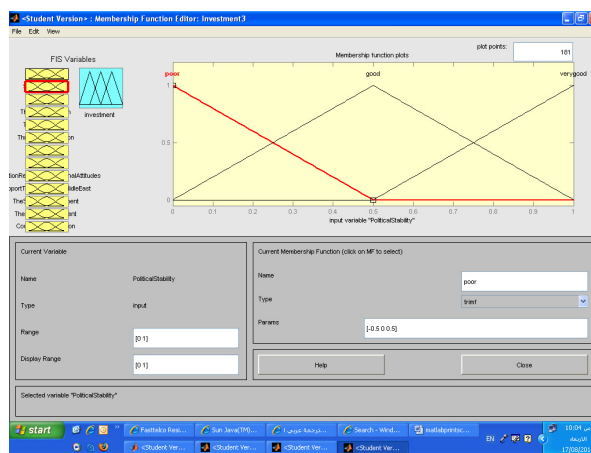 <Student Version> : Membership Function Editor: Investment3
File Edit View
FIS Variables
Membership function plots
plot points:
181
investment
poor
good
verygood
1
0.5
0
0 0.1 0.2 0.3 0.4 0.5 0.6 0.7 0.8 0.9 1
input variable "PoliticalStability"
nalAttitudes
iddleEast
Current Variable
Name
PoliticalStability
Type
input
Range
[0 1]
Display Range
[0 1]
Current Membership Function (click on MF to select)
Name
poor
Type
trimf
Params
[-0.5 0 0.5]
Help
Close
Selected variable "PoliticalStability"
start
Fasttalco Resi...
Sun Java(TM)...
ترجمة عربي ا...
Search - Wind...
matlabprintsc...
<Student Ver...
<Student Ver...
<Student Ver...
<Student Ver...
EN
10:04 ص
الأربعاء
17/08/201